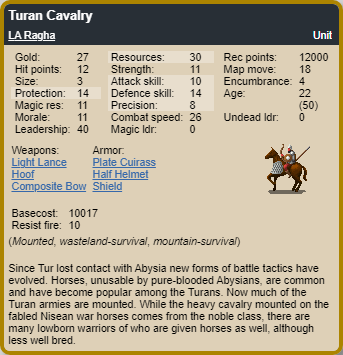 Turan Cavalry
LA Ragha Unit
Gold: 27 Resources: 30 Rec points: 12000
Hit points: 12 Strength: 11 Map move: 18
Size: 3 Attack skill: 10 Encumbrance: 4
Protection: 14 Defence skill: 14 Age: 22
Magic res: 11 Precision: 8 (50)
Morale: 11 Combat speed: 26 Undead ldr: 0
Leadership: 40 Magic ldr: 0
Weapons: Armor:
Light Lance Plate Cuirass
Hoof Half Helmet
Composite Bow Shield
Basecost: 10017
Resist fire: 10
(Mounted, wasteland-survival, mountain-survival)
Since Tur lost contact with Abysia new forms of battle tactics have
evolved. Horses, unusable by pure-blooded Abysians, are common
and have become popular among the Turans. Now much of the
Turan armies are mounted. While the heavy cavalry mounted on the
fabled Nisean war horses comes from the noble class, there are
many lowborn warriors of who are given horses as well, although
less well bred.